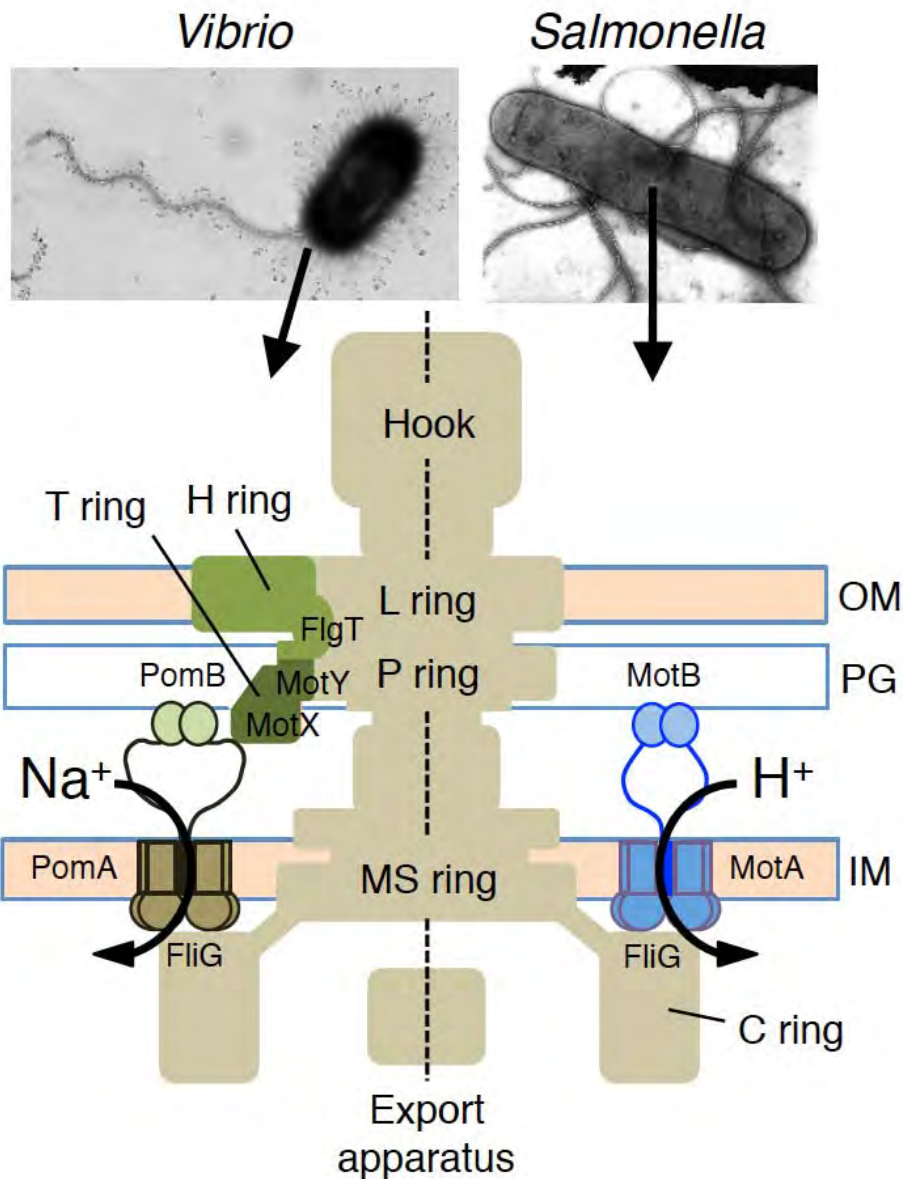 Vibrio
Salmonella
Hook
T ring
H ring
L ring
OM
FlgT
PomB
MotY
P ring
MotB
PG
MotX
Na⁺
H⁺
PomA
MS ring
MotA
IM
FliG
FliG
C ring
Export
apparatus